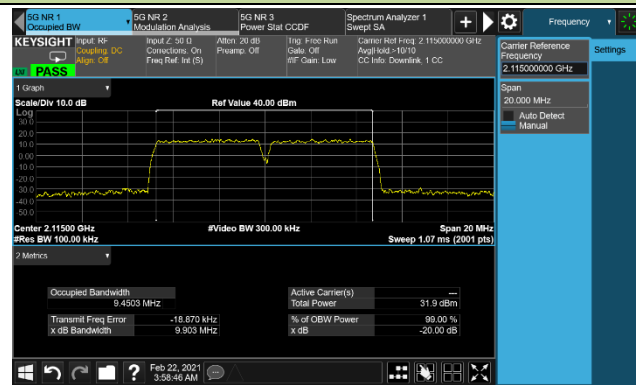 5G NR 1
Occupied BW
5G NR 2
Modulation Analysis
5G NR 3
Power Stat CCDF
Spectrum Analyzer 1
Swept SA
Frequency
KEYSIGHT
Input: RF
Coupling: DC
Align: Off
Input Z: 50 Ω
Corrections: On
Freq Ref: Int (S)
Atten: 20 dB
Preamp: Off
Trig: Free Run
Gate: Off
#IF Gain: Low
Carrier Ref Freq: 2.115000000 GHz
Avg|Hold:>10/10
CC Info: Downlink, 1 CC
PASS
Carrier Reference
Frequency
2.115000000 GHz
Settings
Span
20.000 MHz
Auto Detect
Manual
1 Graph
Scale/Div 10.0 dB
Ref Value 40.00 dBm
Log
30.0
20.0
10.0
0.00
-10.0
-20.0
-30.0
-40.0
-50.0
Center 2.11500 GHz
#Video BW 300.00 kHz
Span 20 MHz
#Res BW 100.00 kHz
Sweep 1.07 ms (2001 pts)
2 Metrics
Occupied Bandwidth
9.4503 MHz
Active Carrier(s)
---
Total Power
31.9 dBm
Transmit Freq Error
-18.870 kHz
% of OBW Power
99.00 %
x dB Bandwidth
9.903 MHz
x dB
-20.00 dB
Feb 22, 2021
3:58:46 AM